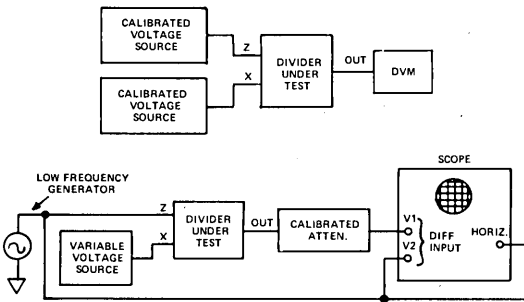 CALIBRATED
VOLTAGE
SOURCE
Z
DIVIDER
UNDER
TEST
OUT
DVM
X
CALIBRATED
VOLTAGE
SOURCE
SCOPE
LOW FREQUENCY
GENERATOR
Z
DIVIDER
UNDER
TEST
OUT
CALIBRATED
ATTEN.
V1
V2
DIFF
INPUT
HORIZ.
X
VARIABLE
VOLTAGE
SOURCE